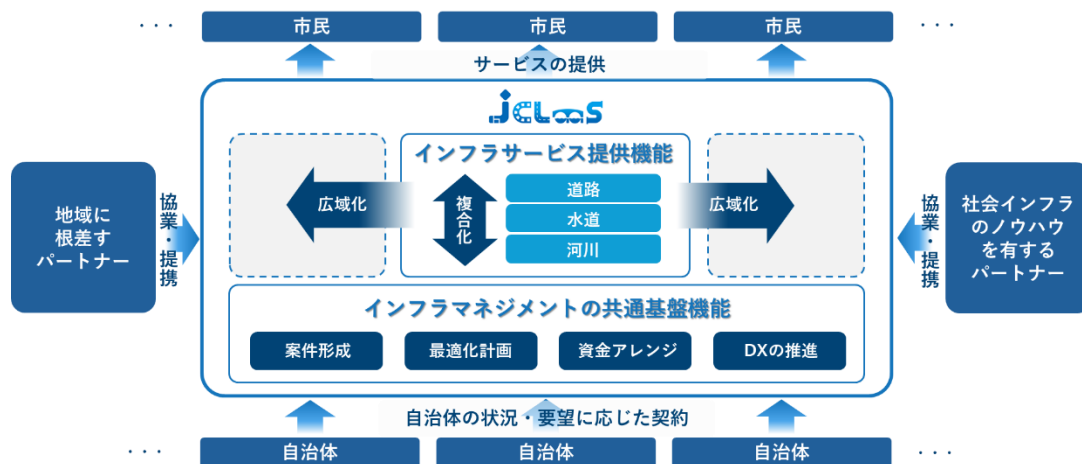 ・・・ 市民 市民 市民 ・・・
サービスの提供
JCLaaS
インフラサービス提供機能
広域化
複合化
道路
水道
河川
広域化
地域に
根差す
パートナー
協業・提携
協業・提携
社会インフラ
のノウハウ
を有する
パートナー
インフラマネジメントの共通基盤機能
案件形成 最適化計画 資金アレンジ DXの推進
自治体の状況・要望に応じた契約
・・・ 自治体 自治体 自治体 ・・・